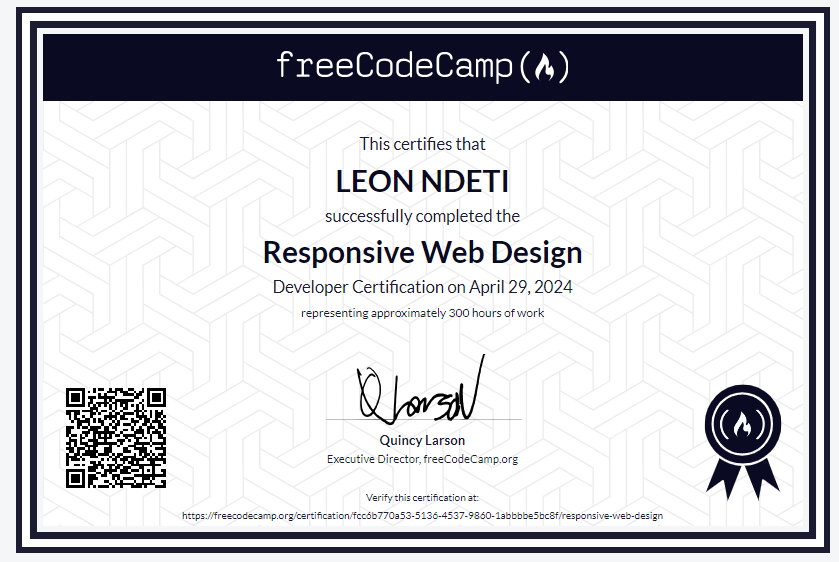 freeCodeCamp
This certifies that
LEON NDETI
successfully completed the
Responsive Web Design
Developer Certification on April 29, 2024
representing approximately 300 hours of work
Quincy Larson
Executive Director, freeCodeCamp.org
Verify this certification at:
https://freecodecamp.org/certification/fcc6b770a53-5136-4537-9860-1abbbbe5bc8f/responsive-web-design